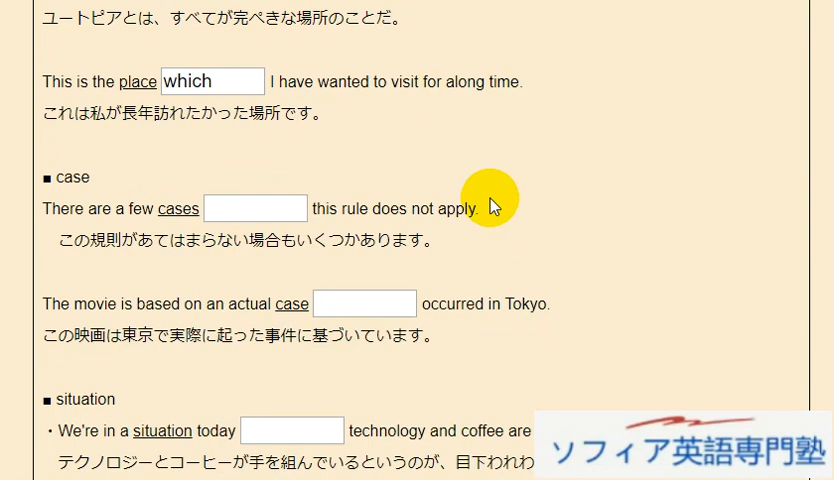 ユートピアとは、すべてが完ぺきな場所のことだ。
This is the place which I have wanted to visit for along time.
これは私が長年訪れたかった場所です。
■ case
There are a few cases this rule does not apply.
この規則があてはまらない場合もいくつかあります。
The movie is based on an actual case occurred in Tokyo.
この映画は東京で実際に起った事件に基づいています。
■ situation
・We're in a situation today technology and coffee are
テクノロジーとコーヒーが手を組んでいるというのが、目下われわ
ソフィア英語専門塾